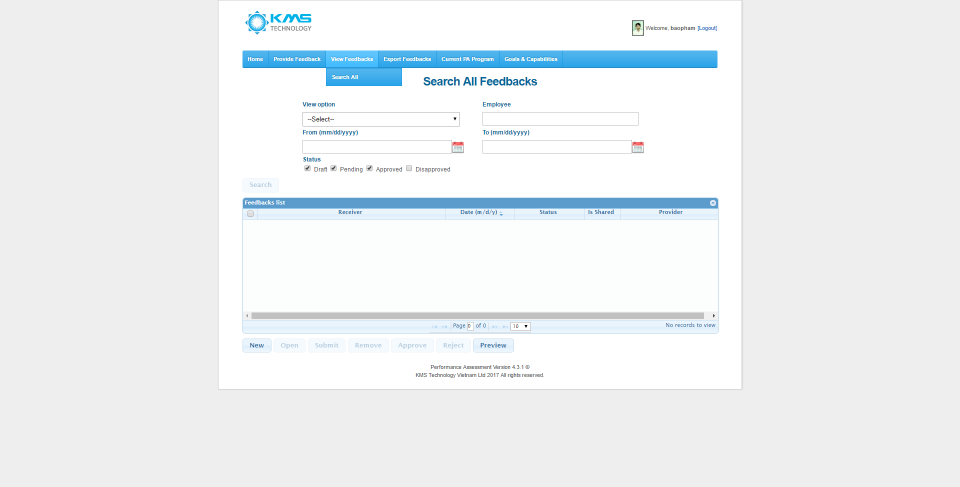 KMS
TECHNOLOGY
Welcome, baopham [Logout]
Home Provide Feedback View Feedbacks Export Feedbacks Current PA Program Goals & Capabilities
Search All
Search All Feedbacks
View option Employee
--Select--
From (mm/dd/yyyy) To (mm/dd/yyyy)
Status
Draft Pending Approved Disapproved
Search
Feedbacks list
Receiver Date (m/d/y) Status Is Shared Provider
Page 0 of 0 10 No records to view
New Open Submit Remove Approve Reject Preview
Performance Assessment Version 4.3.1 ®
KMS Technology Vietnam Ltd 2017 All rights reserved.